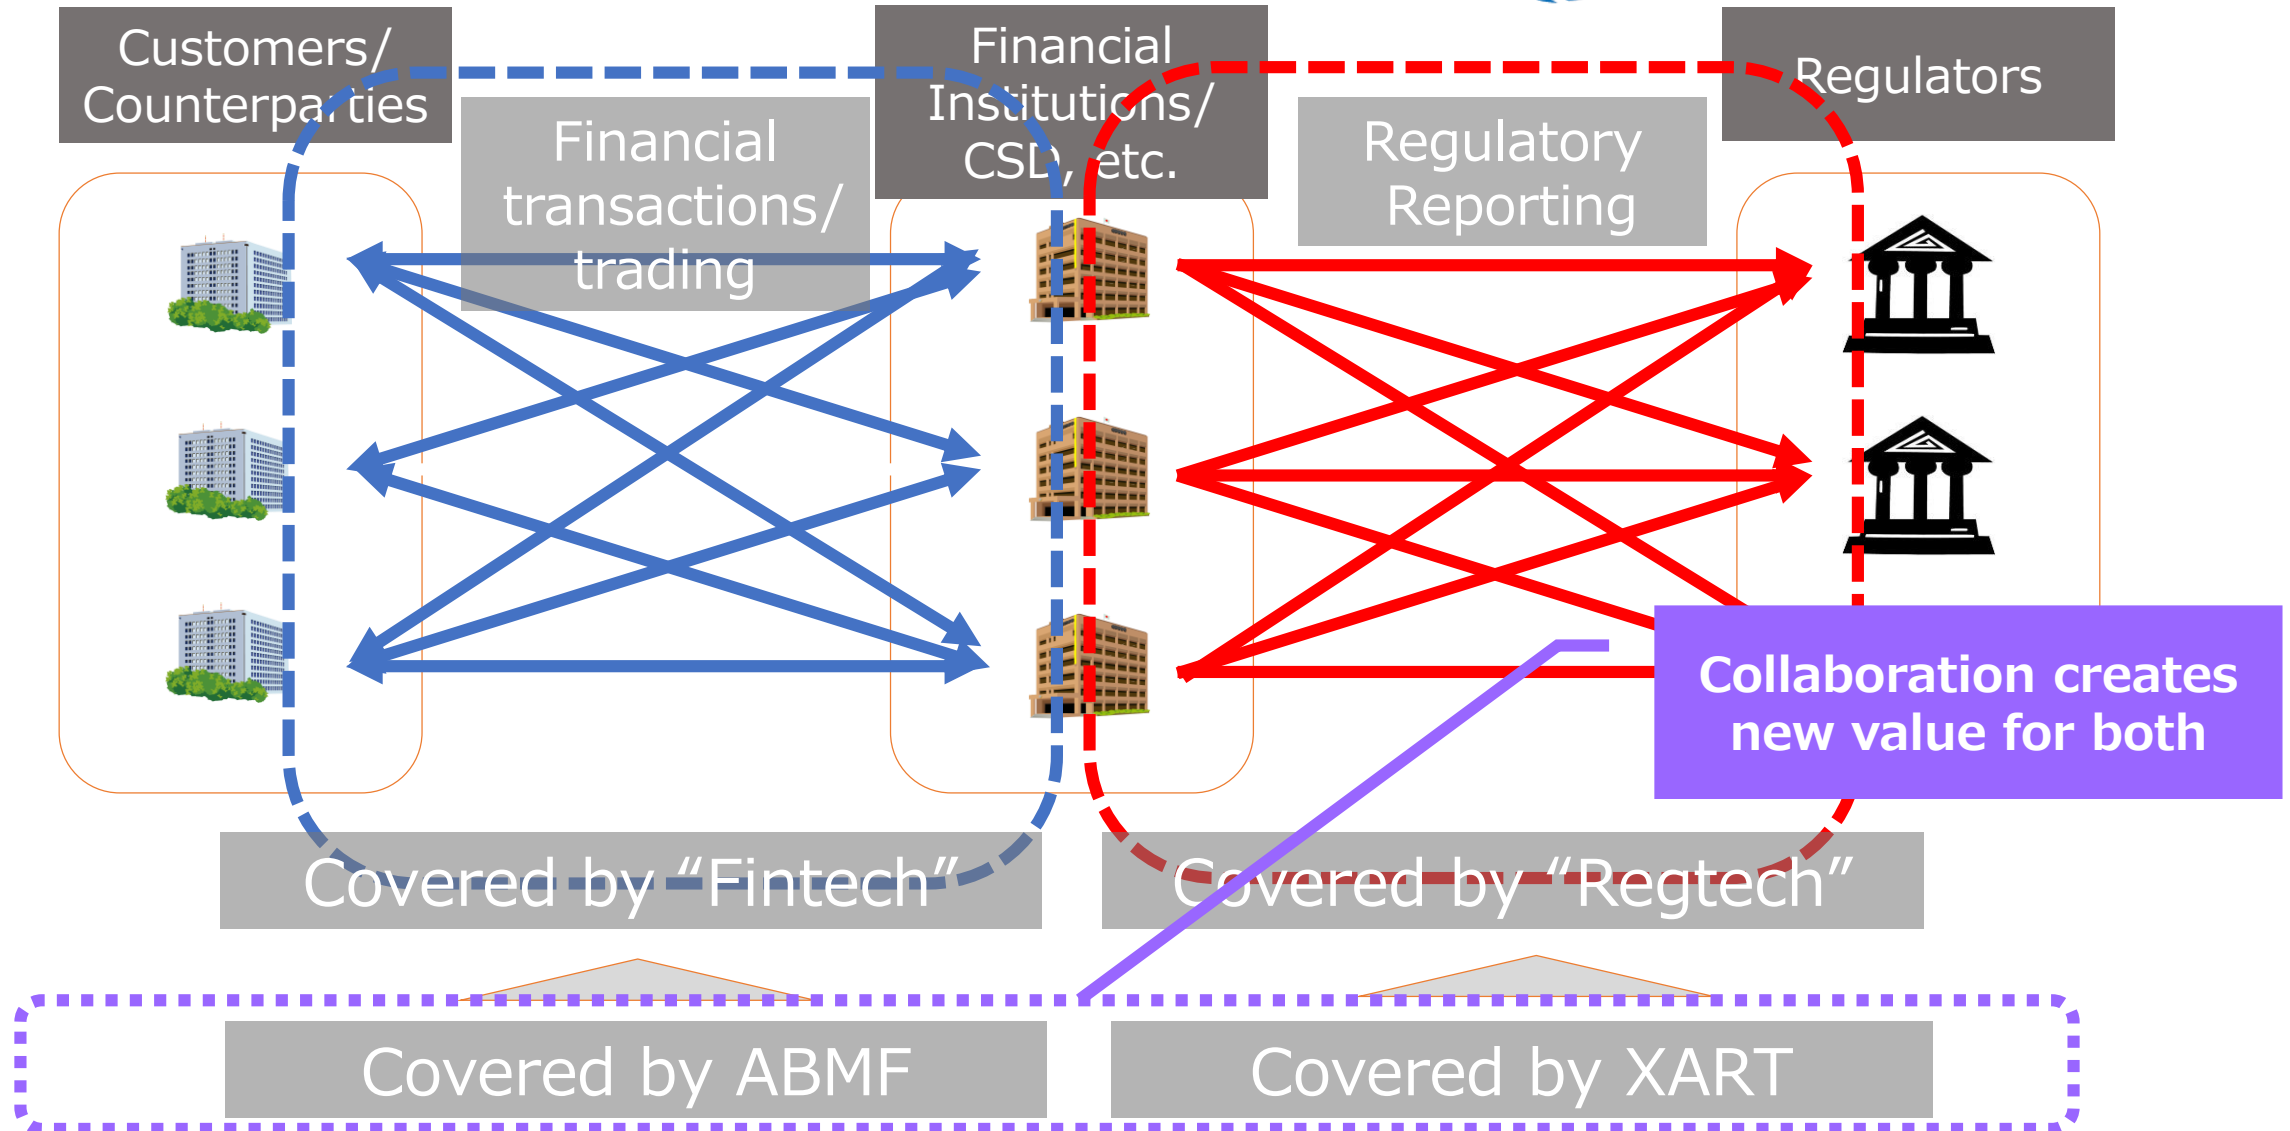 Customers/
Counterparties
Financial
Institutions/
CSD, etc.
Regulators
Financial
transactions/
trading
Regulatory
Reporting
Collaboration creates
new value for both
Covered by “Fintech”
Covered by “Regtech”
Covered by ABMF
Covered by XART